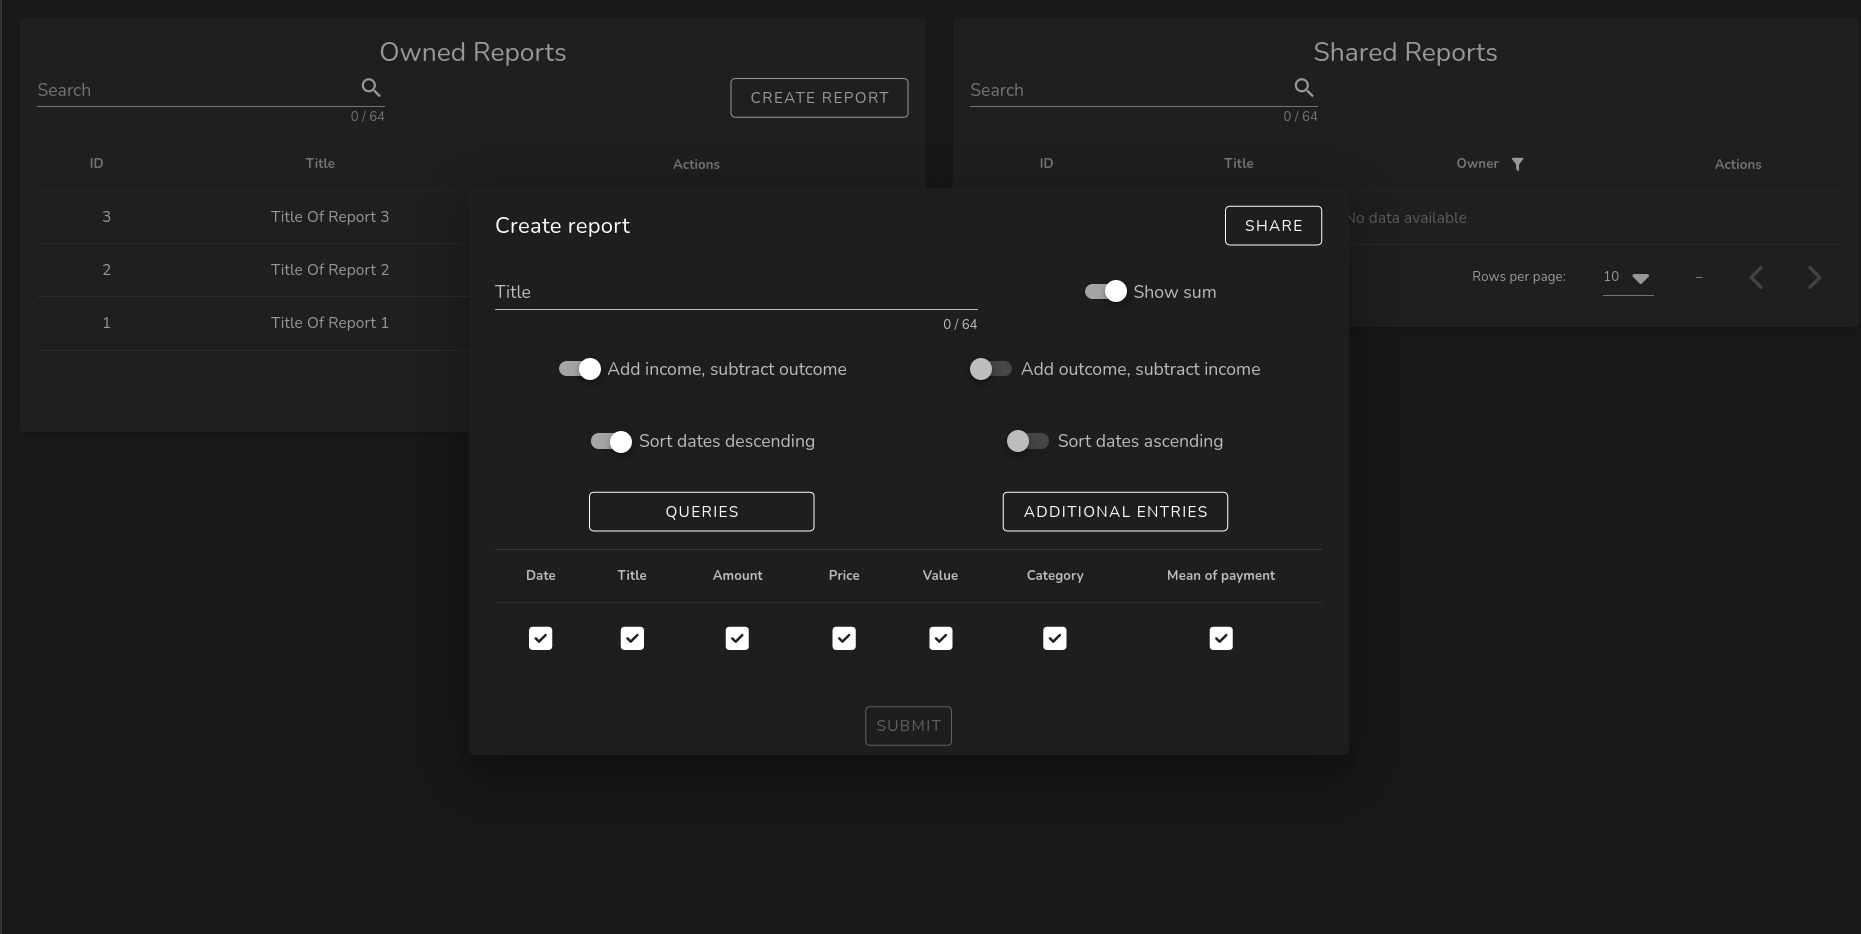 Owned Reports
Search
0 / 64
CREATE REPORT
ID Title Actions
3 Title Of Report 3
2 Title Of Report 2
1 Title Of Report 1
Shared Reports
Search
0 / 64
ID Title Owner Actions
No data available
Rows per page: 10 –
Create report
SHARE
Title
0 / 64
Show sum
Add income, subtract outcome
Add outcome, subtract income
Sort dates descending
Sort dates ascending
QUERIES
ADDITIONAL ENTRIES
Date Title Amount Price Value Category Mean of payment
SUBMIT